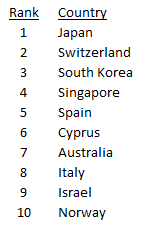 Rank Country
1 Japan
2 Switzerland
3 South Korea
4 Singapore
5 Spain
6 Cyprus
7 Australia
8 Italy
9 Israel
10 Norway